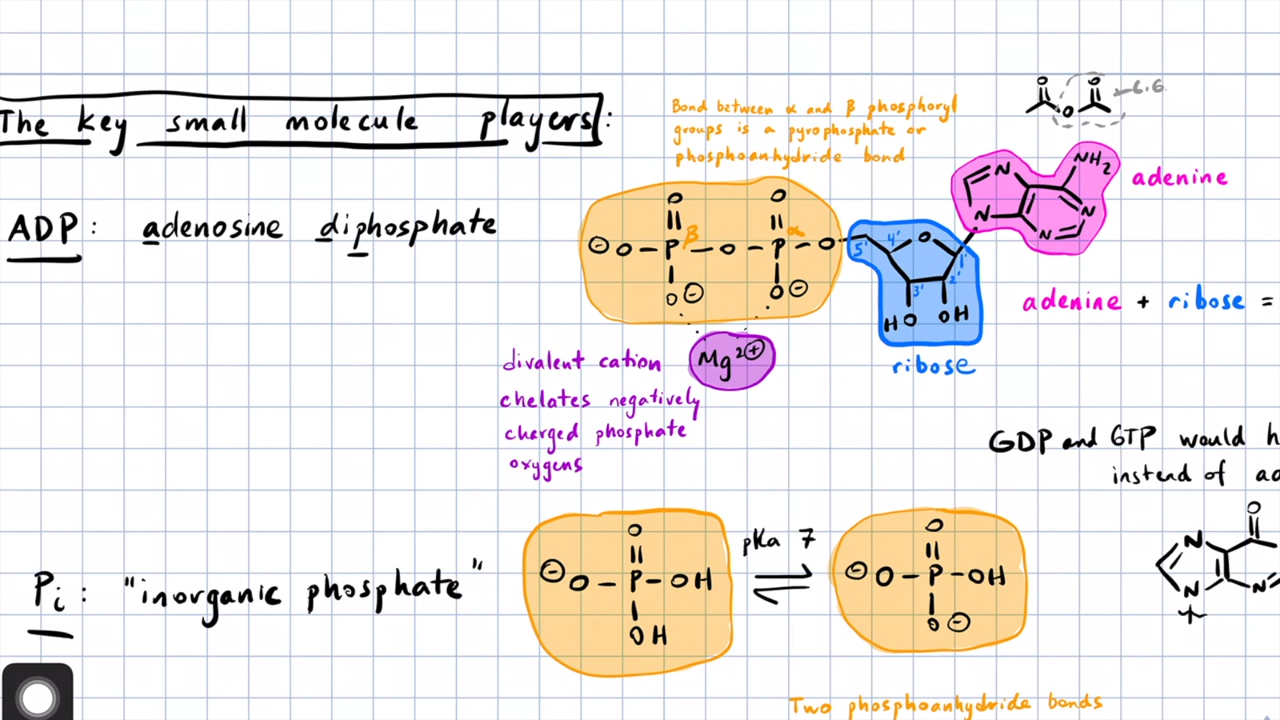 The key small molecule players:
Bond between α and β phosphoryl
groups is a pyrophosphate or
phosphoanhydride bond
O O
O
L.G.
ADP: adenosine diphosphate
O O
⊖ O – P – O – P – O
β α
O ⊖ O ⊖
5' 4' O 1'
3' 2'
HO OH
ribose
N NH2
N N
N
adenine
adenine + ribose =
Mg2⊕
divalent cation
chelates negatively
charged phosphate
oxygens
GDP and GTP would h
instead of ad
Pi: "inorganic phosphate"
O
⊖ O – P – OH
OH
pKa 7
O
⊖ O – P – OH
O ⊖
O
N
N N
Two phosphoanhydride bonds